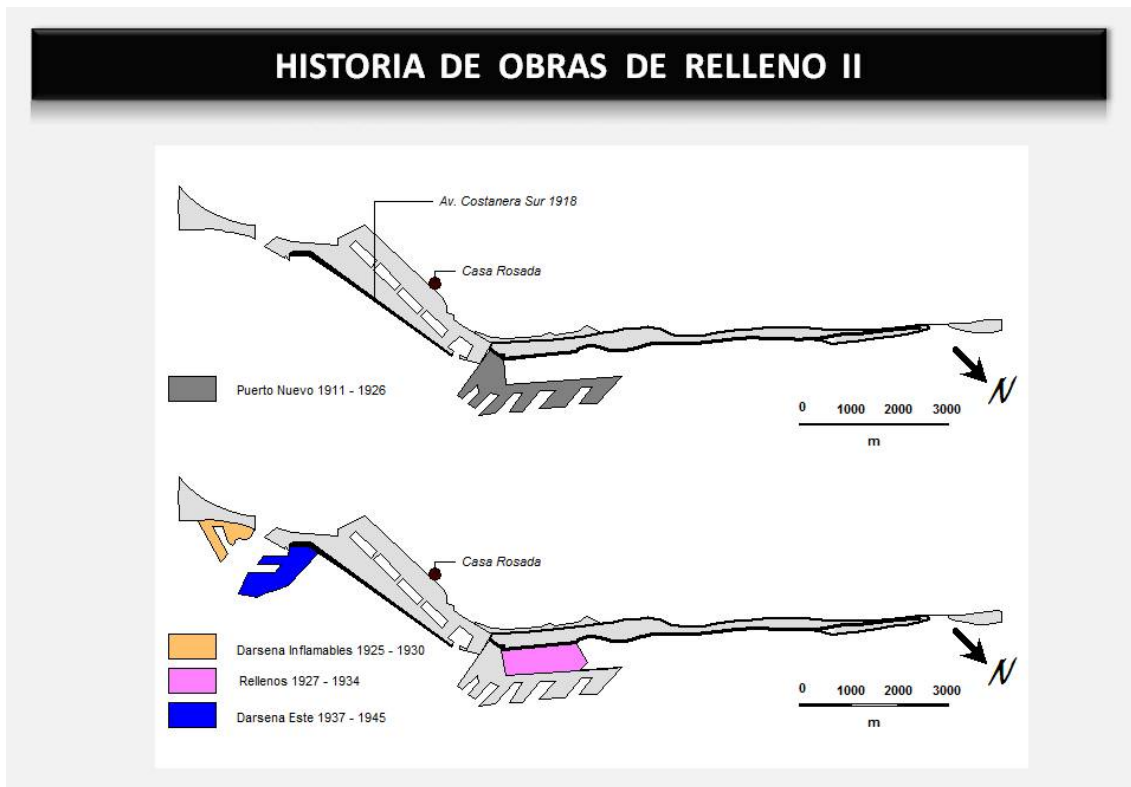 HISTORIA DE OBRAS DE RELLENO II
Av. Costanera Sur 1918
Casa Rosada
Puerto Nuevo 1911 - 1926
N
0 1000 2000 3000
m
Casa Rosada
Darsena Inflamables 1925 - 1930
Rellenos 1927 - 1934
Darsena Este 1937 - 1945
N
0 1000 2000 3000
m